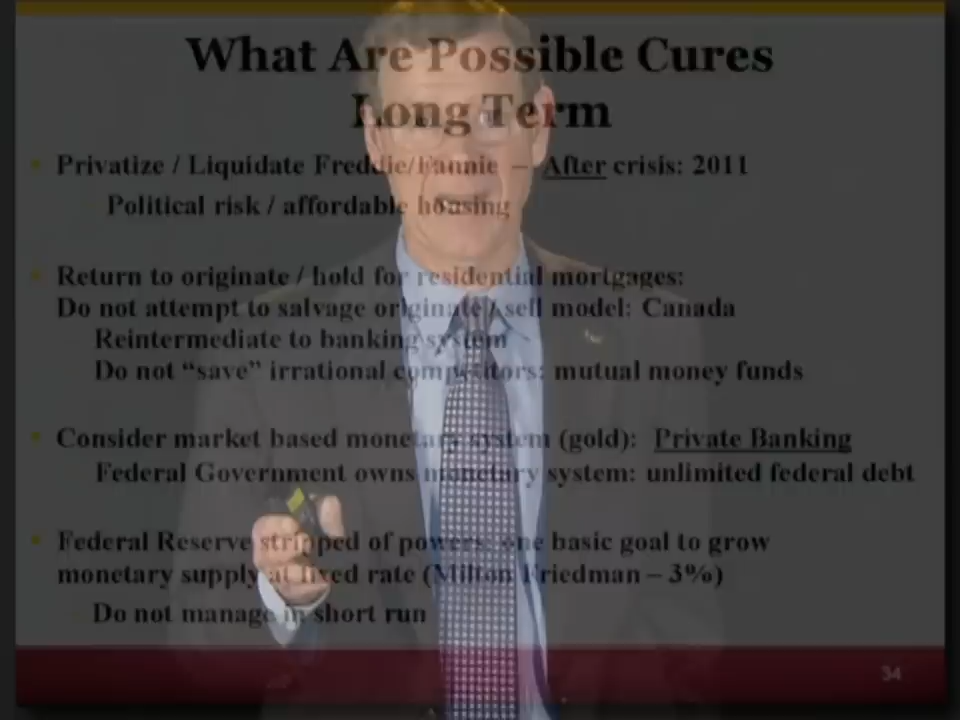 What Are Possible Cures
Long Term
Privatize / Liquidate Freddie/Fannie – After crisis: 2011
Political risk / affordable housing
Return to originate / hold for residential mortgages:
Do not attempt to salvage originate / sell model: Canada
Reintermediate to banking system
Do not “save” irrational competitors: mutual money funds
Consider market based monetary system (gold): Private Banking
Federal Government owns monetary system: unlimited federal debt
Federal Reserve stripped of powers: one basic goal to grow
monetary supply at fixed rate (Milton Friedman – 3%)
Do not manage in short run
34